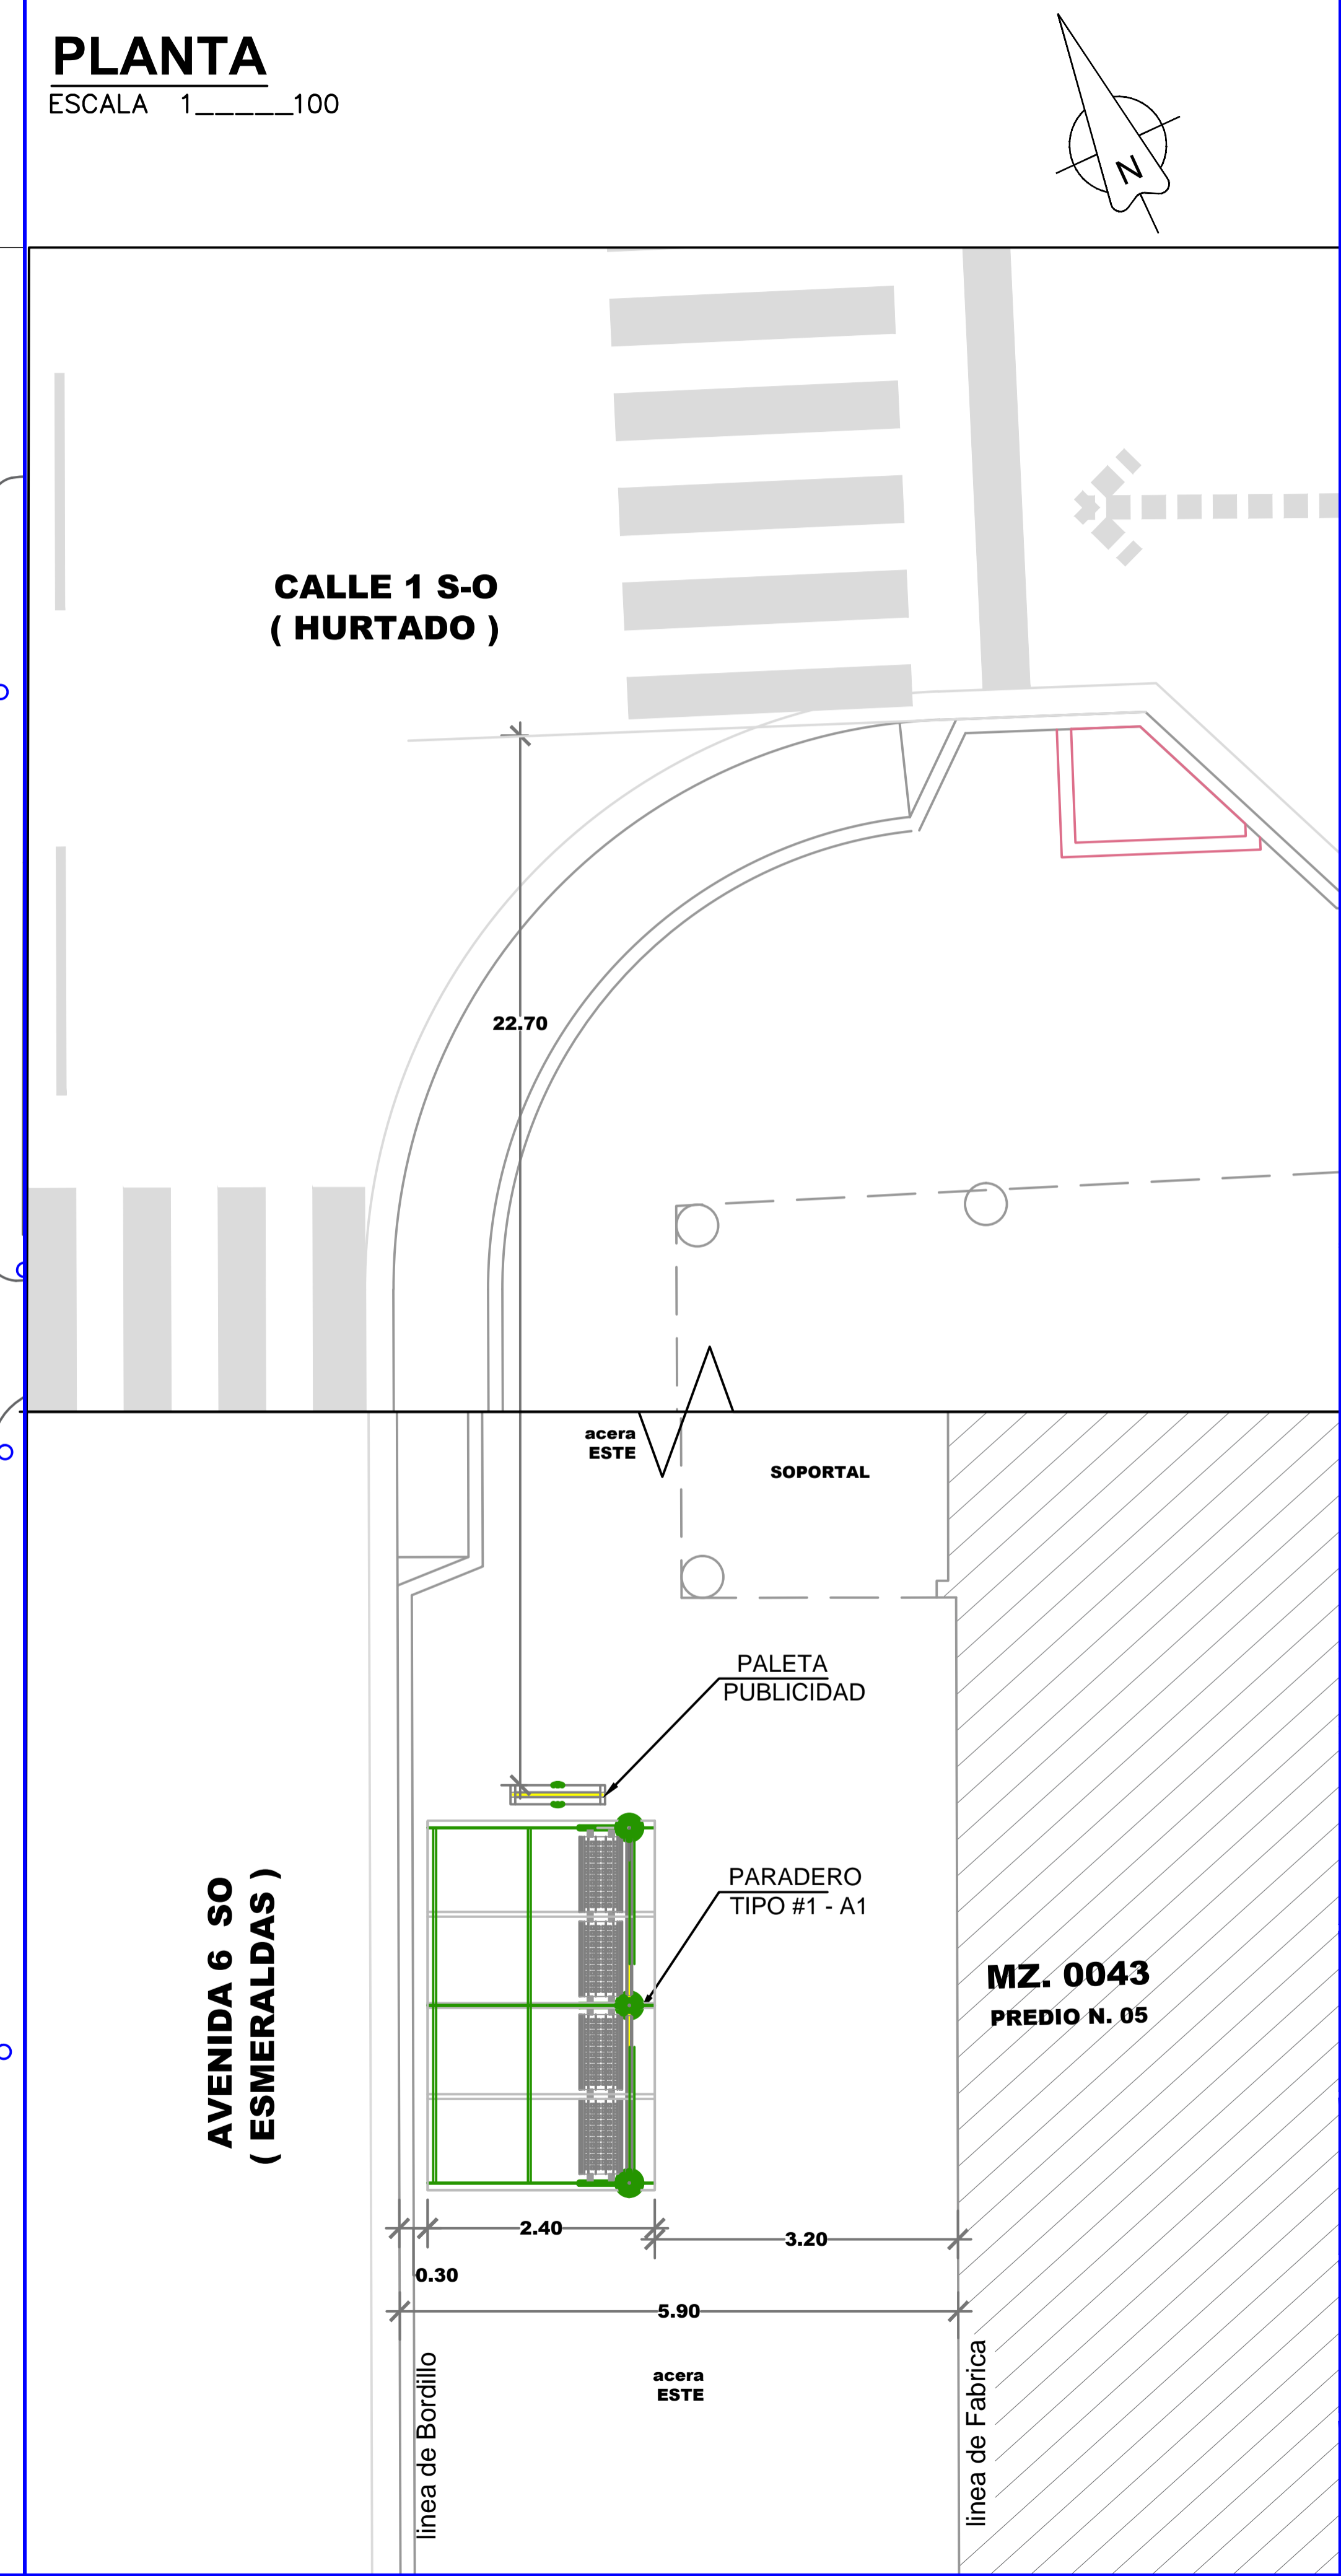 PLANTA
ESCALA 1_____100
N
CALLE 1 S-O
( HURTADO )
22.70
acera
ESTE
SOPORTAL
PALETA
PUBLICIDAD
PARADERO
TIPO #1 - A1
AVENIDA 6 SO
( ESMERALDAS )
MZ. 0043
PREDIO N. 05
2.40
3.20
0.30
5.90
acera
ESTE
linea de Bordillo
linea de Fabrica